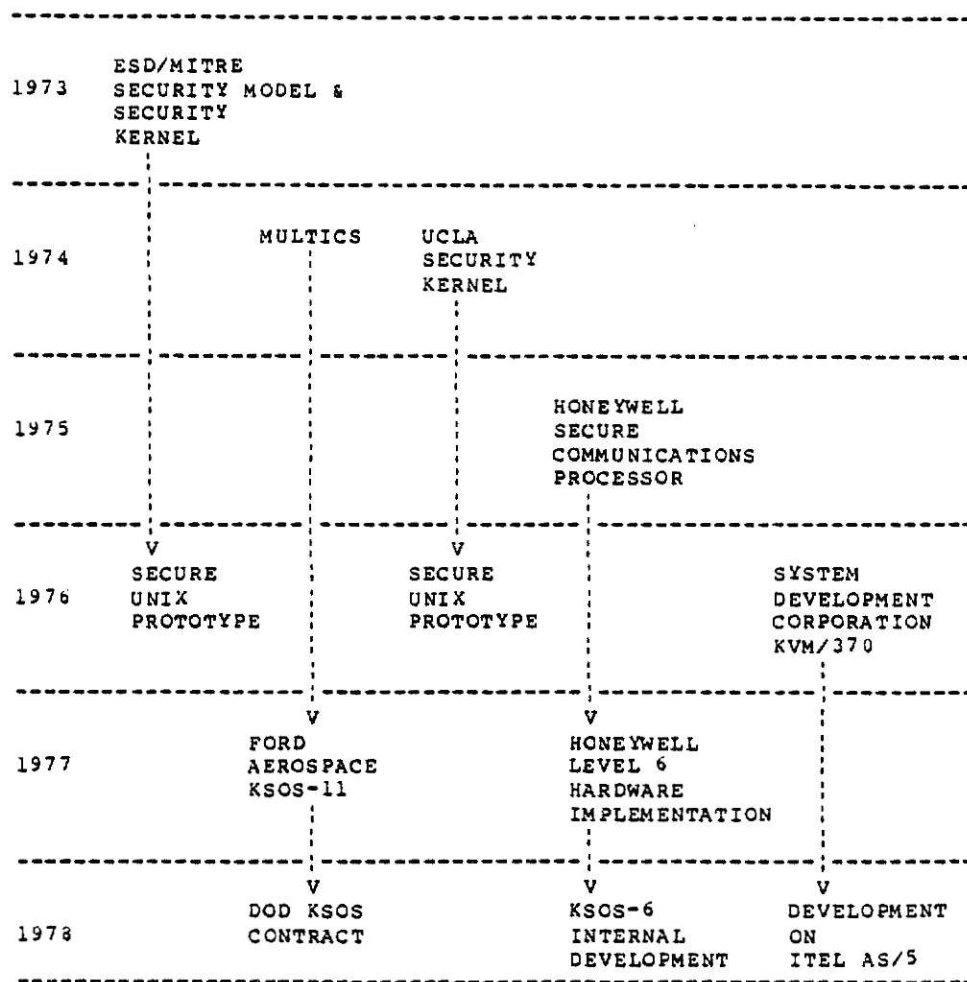 1973
ESD/MITRE
SECURITY MODEL &
SECURITY
KERNEL
1974
MULTICS
UCLA
SECURITY
KERNEL
1975
HONEYWELL
SECURE
COMMUNICATIONS
PROCESSOR
1976
V
SECURE
UNIX
PROTOTYPE
V
SECURE
UNIX
PROTOTYPE
SYSTEM
DEVELOPMENT
CORPORATION
KVM/370
1977
V
FORD
AEROSPACE
KSOS-11
V
HONEYWELL
LEVEL 6
HARDWARE
IMPLEMENTATION
1978
V
DOD KSOS
CONTRACT
V
KSOS-6
INTERNAL
DEVELOPMENT
V
DEVELOPMENT
ON
ITEL AS/5